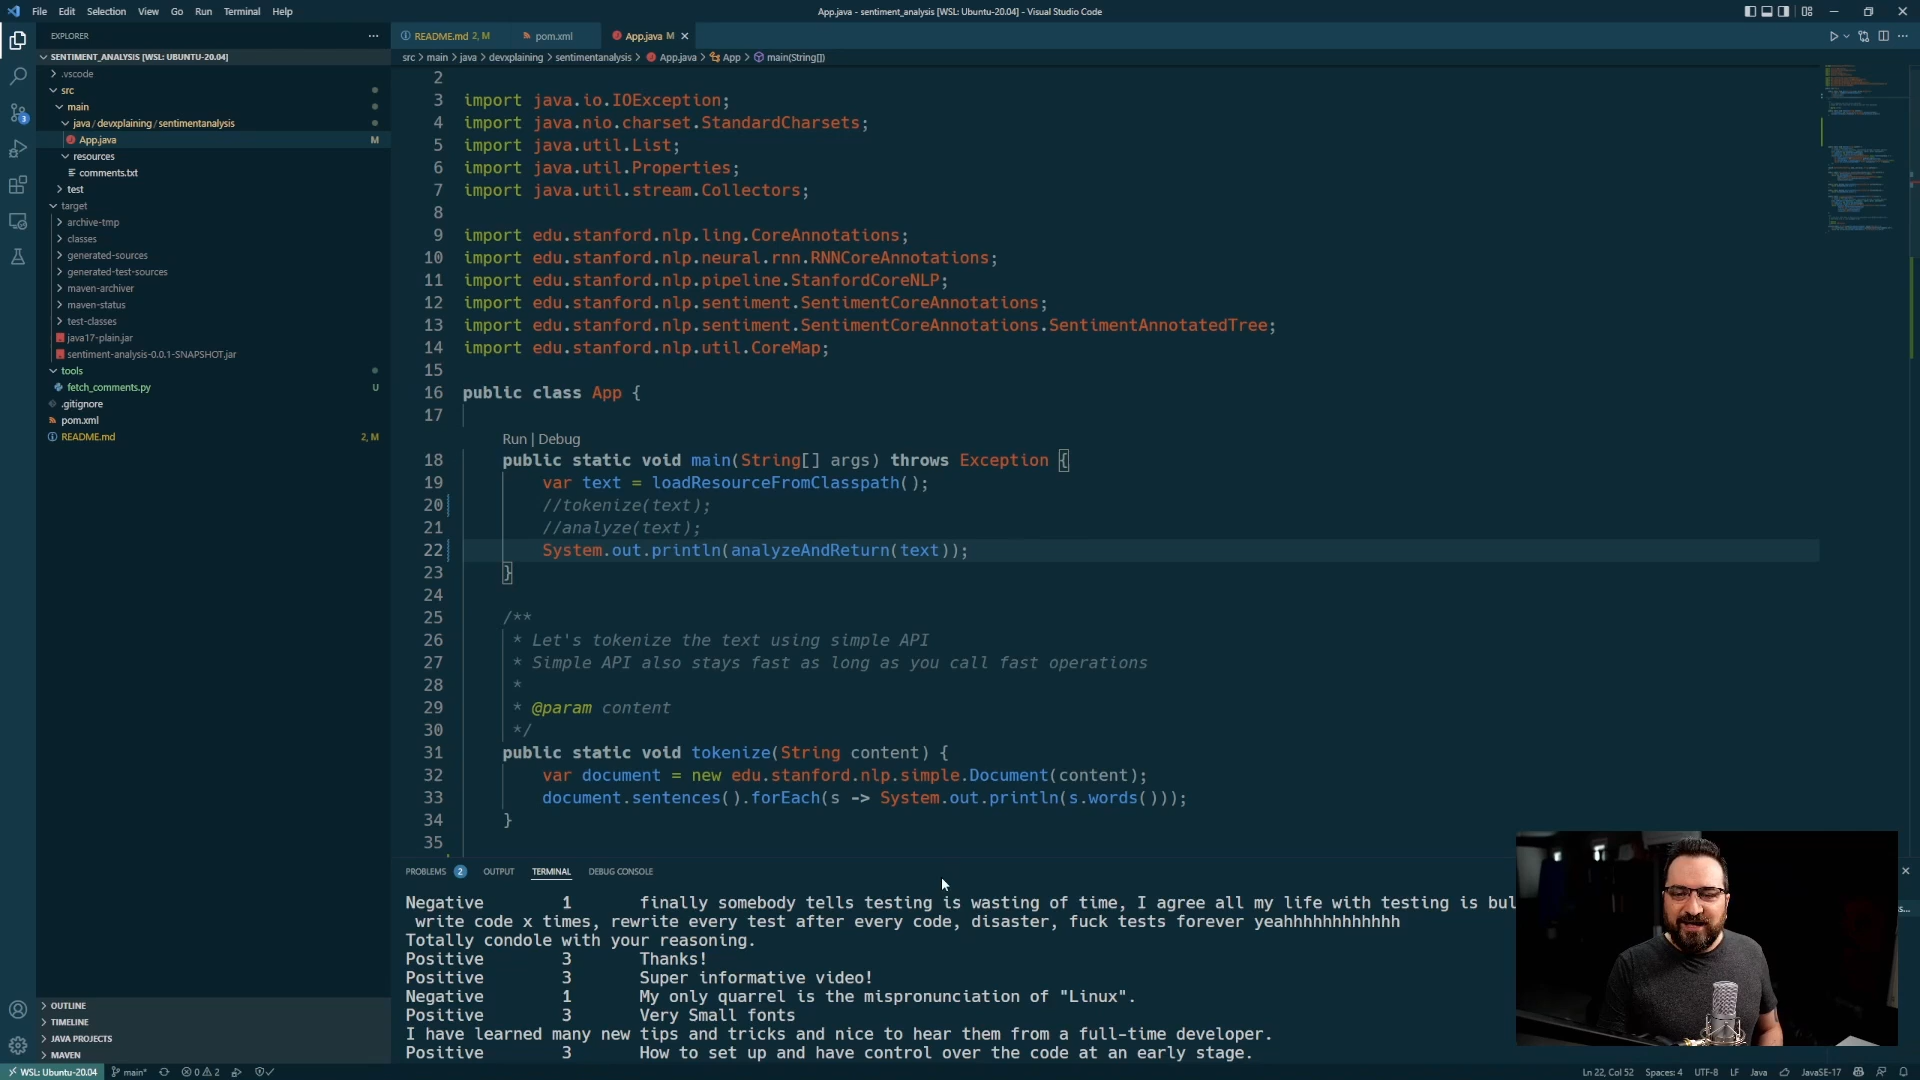 File Edit Selection View Go Run Terminal Help
App.java - sentiment_analysis [WSL: Ubuntu-20.04] - Visual Studio Code
EXPLORER
SENTIMENT_ANALYSIS [WSL: UBUNTU-20.04]
.vscode
src
main
java / devxplaining / sentimentanalysis
App.java M
resources
comments.txt
test
target
archive-tmp
classes
generated-sources
generated-test-sources
maven-archiver
maven-status
test-classes
java17-plain.jar
sentiment-analysis-0.0.1-SNAPSHOT.jar
tools
fetch_comments.py U
.gitignore
pom.xml
README.md 2, M
OUTLINE
TIMELINE
JAVA PROJECTS
MAVEN
README.md 2, M pom.xml App.java M
src > main > java > devxplaining > sentimentanalysis > App.java > App > main(String[])
2
3 import java.io.IOException;
4 import java.nio.charset.StandardCharsets;
5 import java.util.List;
6 import java.util.Properties;
7 import java.util.stream.Collectors;
8
9 import edu.stanford.nlp.ling.CoreAnnotations;
10 import edu.stanford.nlp.neural.rnn.RNNCoreAnnotations;
11 import edu.stanford.nlp.pipeline.StanfordCoreNLP;
12 import edu.stanford.nlp.sentiment.SentimentCoreAnnotations;
13 import edu.stanford.nlp.sentiment.SentimentCoreAnnotations.SentimentAnnotatedTree;
14 import edu.stanford.nlp.util.CoreMap;
15
16 public class App {
17
Run | Debug
18 public static void main(String[] args) throws Exception {
19 var text = loadResourceFromClasspath();
20 //tokenize(text);
21 //analyze(text);
22 System.out.println(analyzeAndReturn(text));
23 }
24
25 /**
26 * Let's tokenize the text using simple API
27 * Simple API also stays fast as long as you call fast operations
28 *
29 * @param content
30 */
31 public static void tokenize(String content) {
32 var document = new edu.stanford.nlp.simple.Document(content);
33 document.sentences().forEach(s -> System.out.println(s.words()));
34 }
35
PROBLEMS 2 OUTPUT TERMINAL DEBUG CONSOLE
Negative 1 finally somebody tells testing is wasting of time, I agree all my life with testing is bul
write code x times, rewrite every test after every code, disaster, fuck tests forever yeahhhhhhhhhhhh
Totally condole with your reasoning.
Positive 3 Thanks!
Positive 3 Super informative video!
Negative 1 My only quarrel is the mispronunciation of "Linux".
Positive 3 Very Small fonts
I have learned many new tips and tricks and nice to hear them from a full-time developer.
Positive 3 How to set up and have control over the code at an early stage.
WSL: Ubuntu-20.04 main* 0 2
Ln 22, Col 52 Spaces: 4 UTF-8 LF Java JavaSE-17